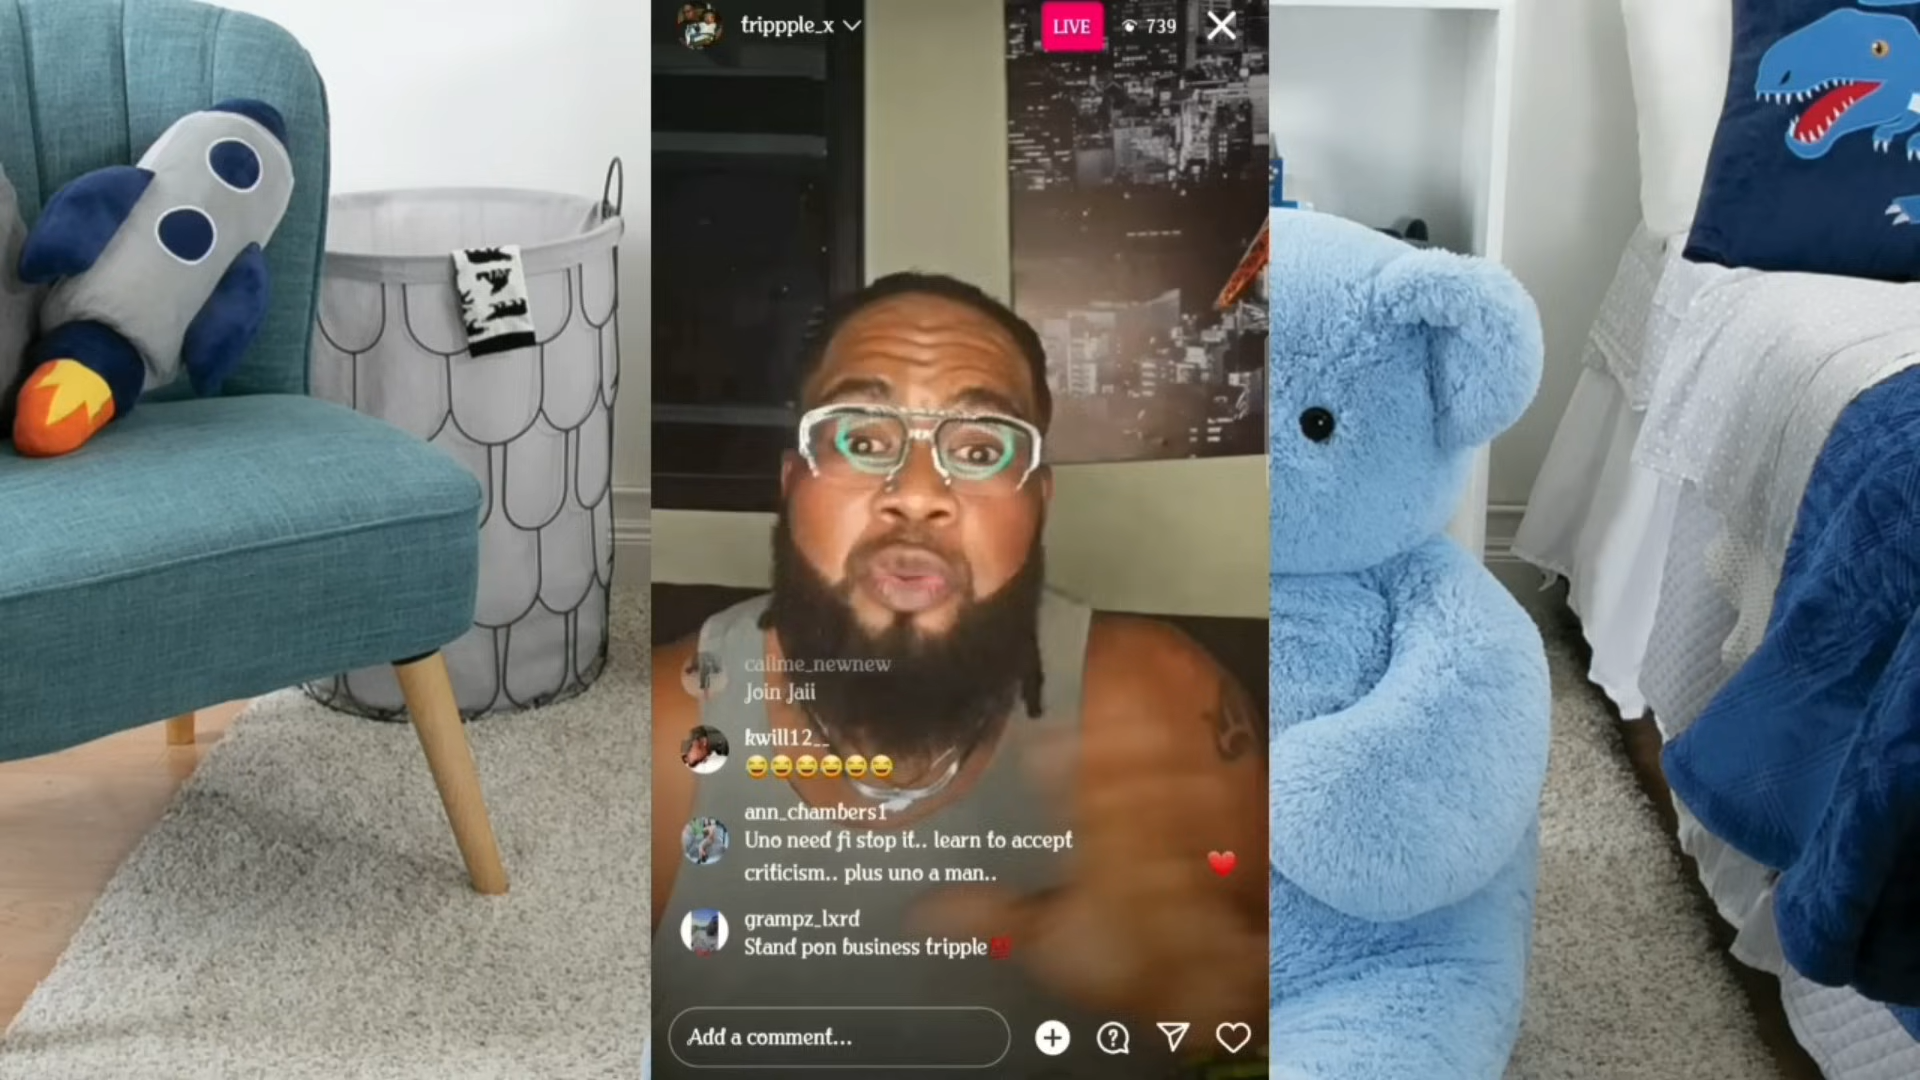 trippple_x
LIVE
739
callme_newnew
Join Jaii
kwill12__
😆😆😆😆😆😆
ann_chambers1
Uno need fi stop it.. learn to accept
criticism.. plus uno a man..
grampz_lxrd
Stand pon business tripple💯
Add a comment...